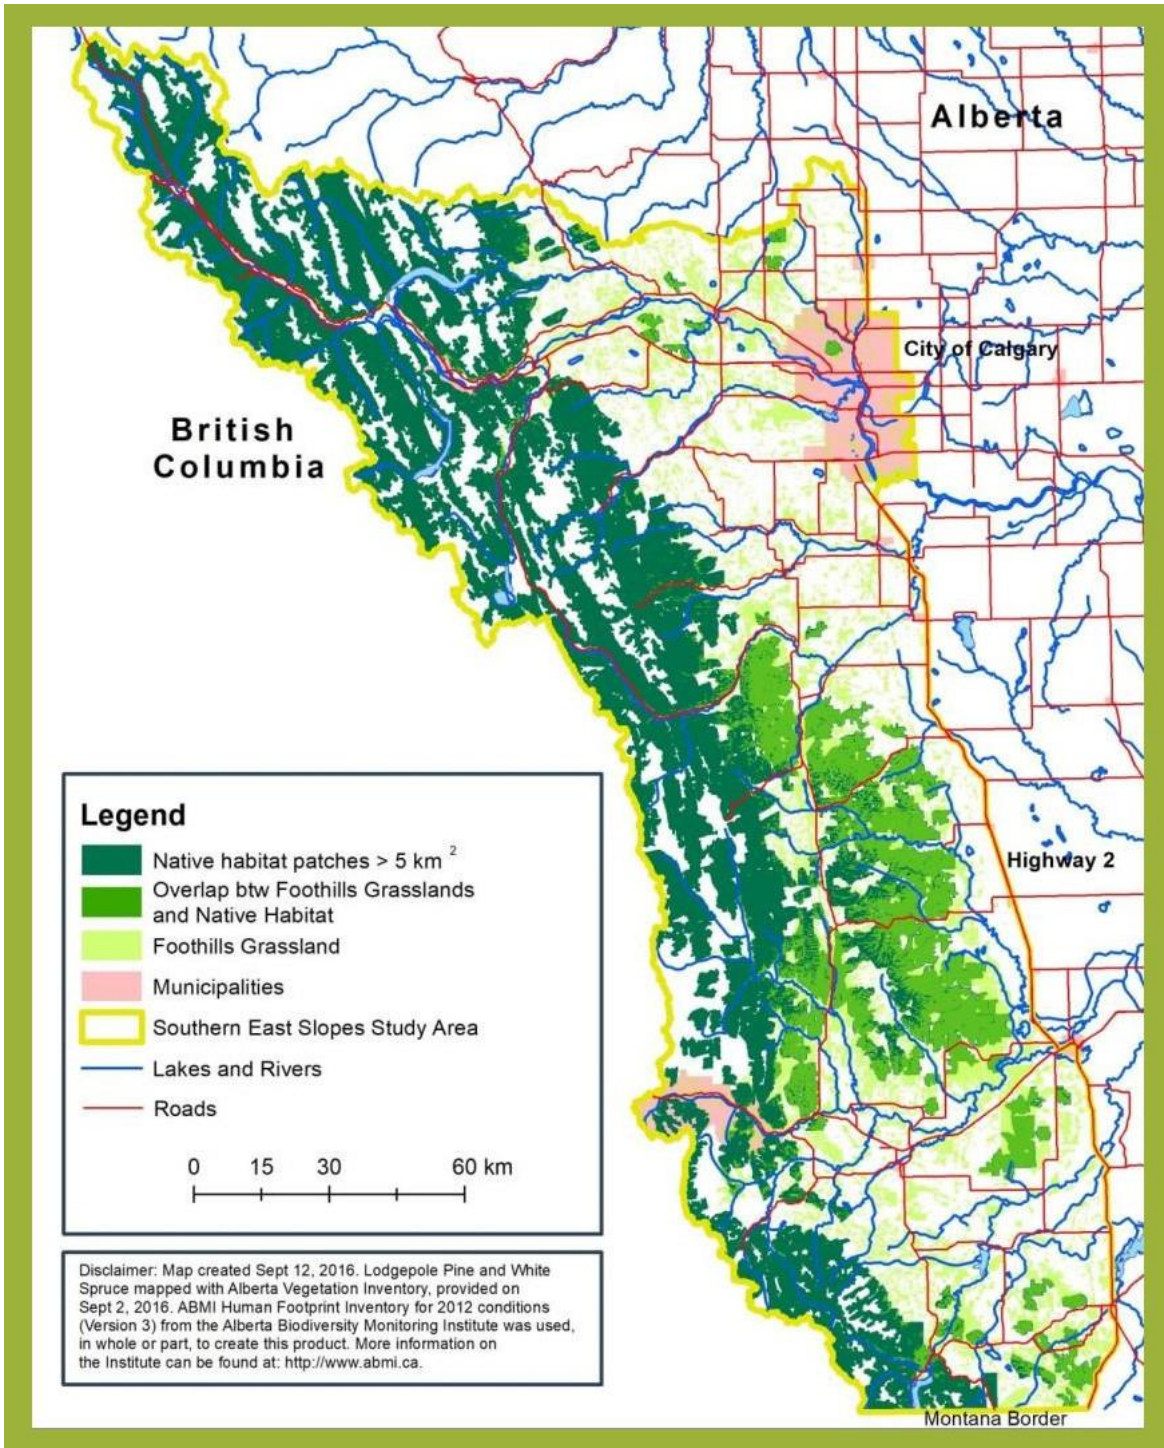 Alberta
City of Calgary
British
Columbia
Highway 2
Legend
Native habitat patches > 5 km 2
Overlap btw Foothills Grasslands
and Native Habitat
Foothills Grassland
Municipalities
Southern East Slopes Study Area
Lakes and Rivers
Roads
0 15 30 60 km
Disclaimer: Map created Sept 12, 2016. Lodgepole Pine and White
Spruce mapped with Alberta Vegetation Inventory, provided on
Sept 2, 2016. ABMI Human Footprint Inventory for 2012 conditions
(Version 3) from the Alberta Biodiversity Monitoring Institute was used,
in whole or part, to create this product. More information on
the Institute can be found at: http://www.abmi.ca.
Montana Border